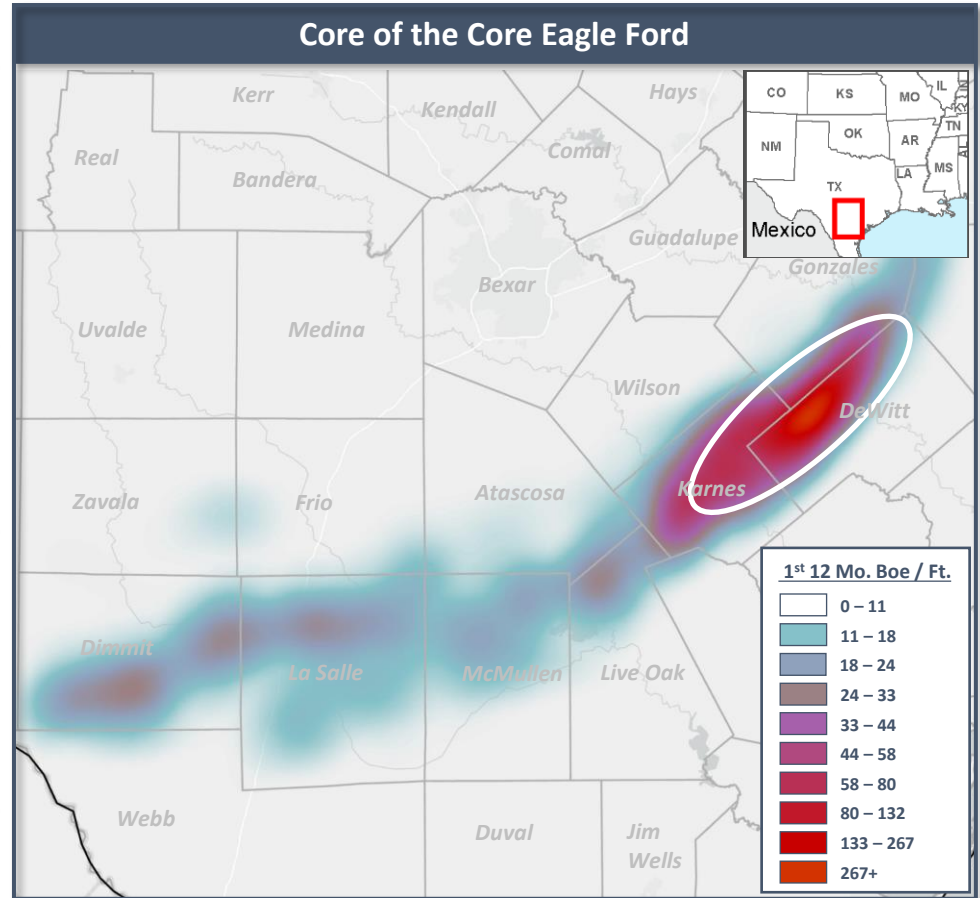 Core of the Core Eagle Ford
Kerr
Kendall
Hays
Real
Bandera
Comal
Guadalupe
Gonzales
Bexar
Uvalde
Medina
Wilson
DeWitt
Karnes
Zavala
Frio
Atascosa
Dimmit
La Salle
McMullen
Live Oak
Webb
Duval
Jim
Wells
CO
KS
MO
IL
NM
OK
AR
TN
MS
AL
LA
TX
Mexico
1st 12 Mo. Boe / Ft.
0 – 11
11 – 18
18 – 24
24 – 33
33 – 44
44 – 58
58 – 80
80 – 132
133 – 267
267+